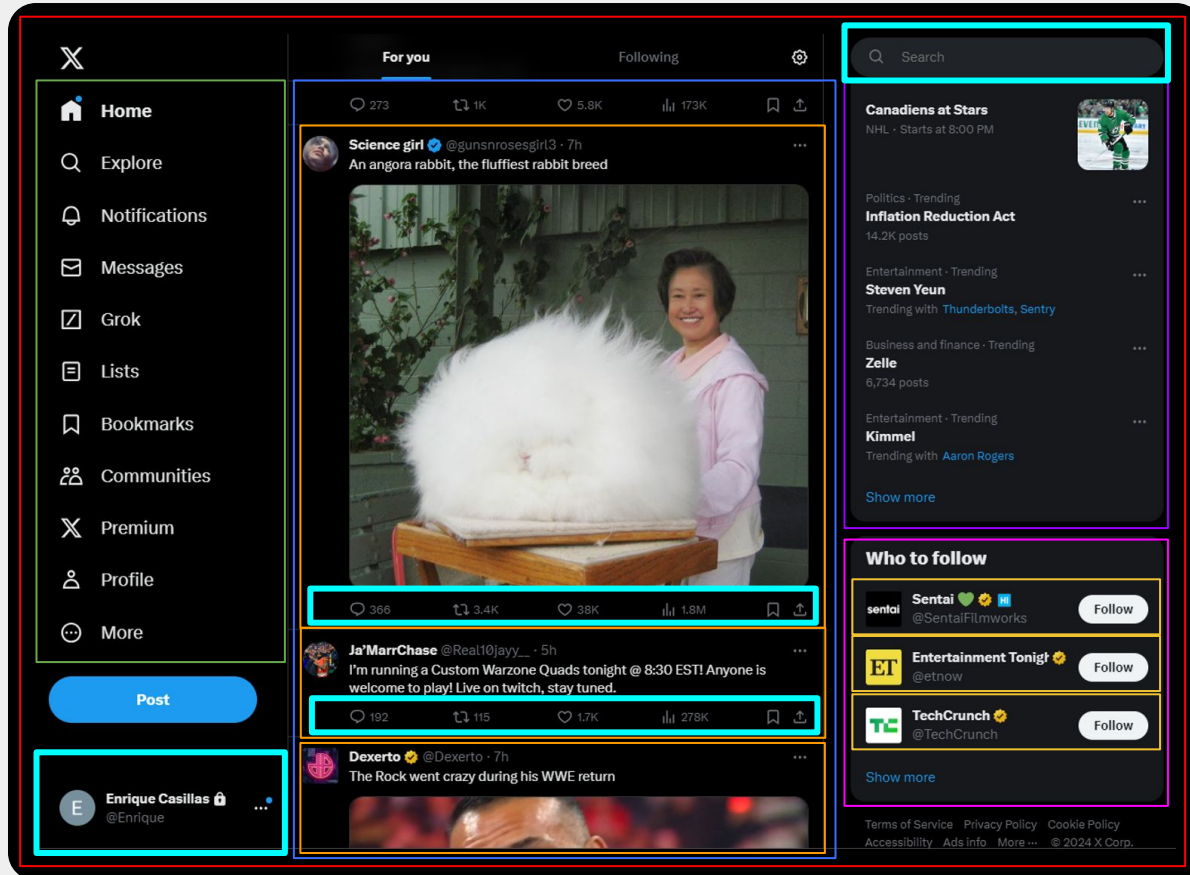 Home
Explore
Notifications
Messages
Grok
Lists
Bookmarks
Communities
Premium
Profile
More
Post
E
Enrique Casillas
@Enrique
For you Following
273 1K 5.8K 173K
Science girl @gunsnrosesgirl3 · 7h
An angora rabbit, the fluffiest rabbit breed
366 3.4K 38K 1.8M
Ja'MarrChase @Real10jayy__ · 5h
I'm running a Custom Warzone Quads tonight @ 8:30 EST! Anyone is
welcome to play! Live on twitch, stay tuned.
192 115 1.7K 278K
Dexerto @Dexerto · 7h
The Rock went crazy during his WWE return
Search
Canadiens at Stars
NHL · Starts at 8:00 PM
Politics · Trending
Inflation Reduction Act
14.2K posts
Entertainment · Trending
Steven Yeun
Trending with Thunderbolts, Sentry
Business and finance · Trending
Zelle
6,734 posts
Entertainment · Trending
Kimmel
Trending with Aaron Rogers
Show more
Who to follow
sentai
Sentai 💚 HI
@SentaiFilmworks
Follow
ET
Entertainment Tonigh
@etnow
Follow
TC
TechCrunch
@TechCrunch
Follow
Show more
Terms of Service Privacy Policy Cookie Policy
Accessibility Ads info More ··· © 2024 X Corp.